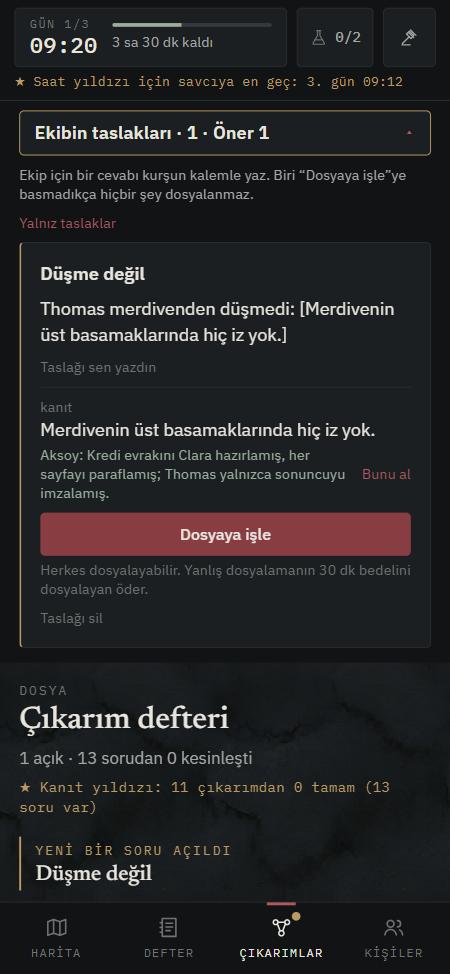 GÜN 1/3
09:20
3 sa 30 dk kaldı
0/2
★ Saat yıldızı için savcıya en geç: 3. gün 09:12
Ekibin taslakları · 1 · Öner 1
Ekip için bir cevabı kurşun kalemle yaz. Biri “Dosyaya işle”ye
basmadıkça hiçbir şey dosyalanmaz.
Yalnız taslaklar
Düşme değil
Thomas merdivenden düşmedi: [Merdivenin
üst basamaklarında hiç iz yok.]
Taslağı sen yazdın
kanıt
Merdivenin üst basamaklarında hiç iz yok.
Aksoy: Kredi evrakını Clara hazırlamış, her
sayfayı paraflamış; Thomas yalnızca sonucuyu
imzalamış.
Bunu al
Dosyaya işle
Herkes dosyalayabilir. Yanlış dosyalamanın 30 dk bedelini
dosyalayan öder.
Taslağı sil
DOSYA
Çıkarım defteri
1 açık · 13 sorudan 0 kesinleşti
★ Kanıt yıldızı: 11 çıkarımdan 0 tamam (13
soru var)
YENİ BİR SORU AÇILDI
Düşme değil
HARİTA
DEFTER
ÇIKARIMLAR
KİŞİLER